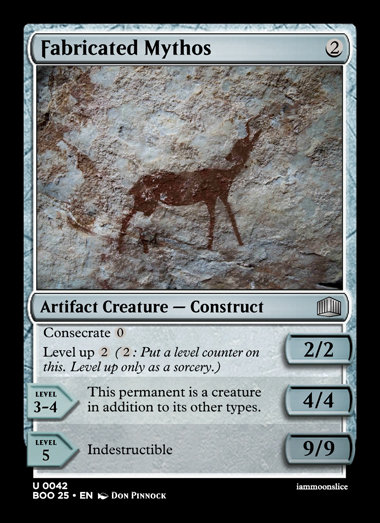 Fabricated Mythos 2
Artifact Creature — Construct
Consecrate 0
Level up 2 (2: Put a level counter on
this. Level up only as a sorcery.)
2/2
LEVEL
3-4
This permanent is a creature
in addition to its other types.
4/4
LEVEL
5
Indestructible
9/9
U 0042
BOO 25 • EN Don Pinnock
iammoonslice